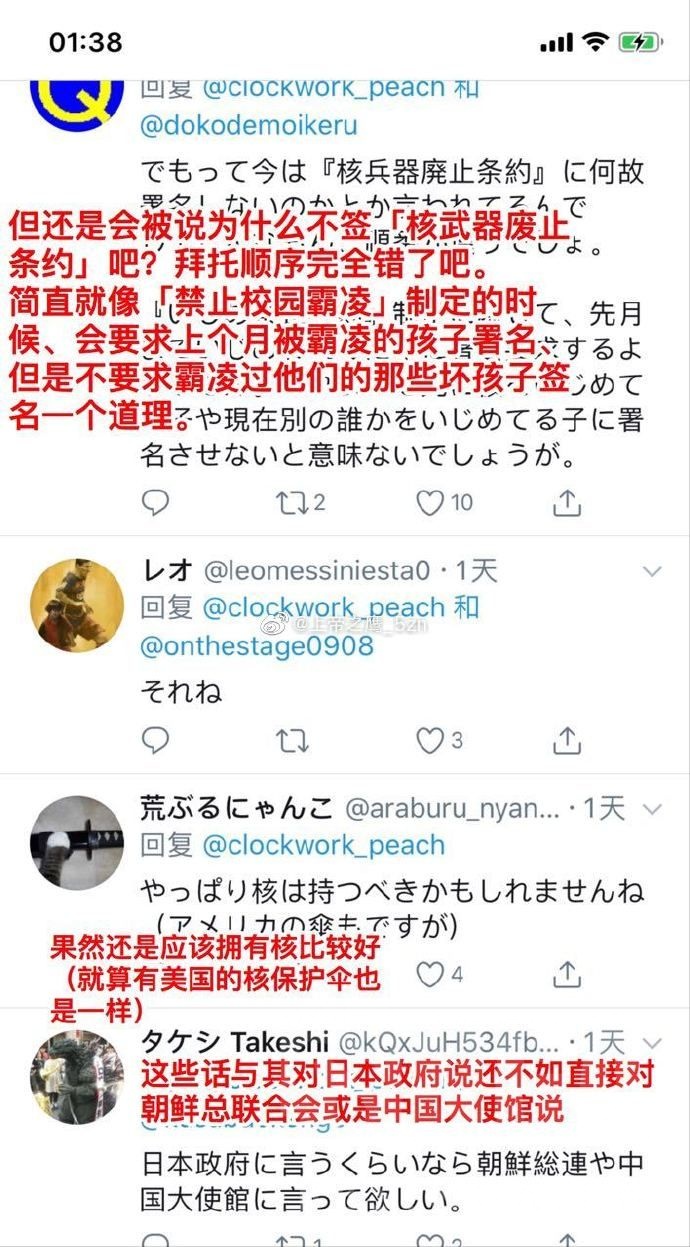 01:38
回复 @clockwork_peach 和
@dokodemoikeru
でもって今は『核兵器廃止条約』に何故
署名しないのかとか言われてるんで
但还是会被说为什么不签「核武器废止
条约」吧？拜托顺序完全错了吧。
简直就像「禁止校园霸凌」制定的时
て、先月
候、会要求上个月被霸凌的孩子署名、
するよ
但是不要求霸凌过他们的那些坏孩子签
じめて
名一个道理。
や現在別の誰かをいじめてる子に署
名させないと意味ないでしょうが。
2
10
レオ @leomessiniesta0 · 1天
回复 @clockwork_peach 和
@上帝之鹰_5zn
@onthestage0908
それね
3
荒ぶるにゃんこ @araburu_nyan... · 1天
回复 @clockwork_peach
やっぱり核は持つべきかもしれませんね
（アメリカの傘もですが)
果然还是应该拥有核比较好
（就算有美国的核保护伞也
是一样）
4
タケシ Takeshi @kQxJuH534fb... · 1天
这些话与其对日本政府说还不如直接对
朝鲜总联合会或是中国大使馆说
日本政府に言うくらいなら朝鮮総連や中
国大使館に言って欲しい。
1
2